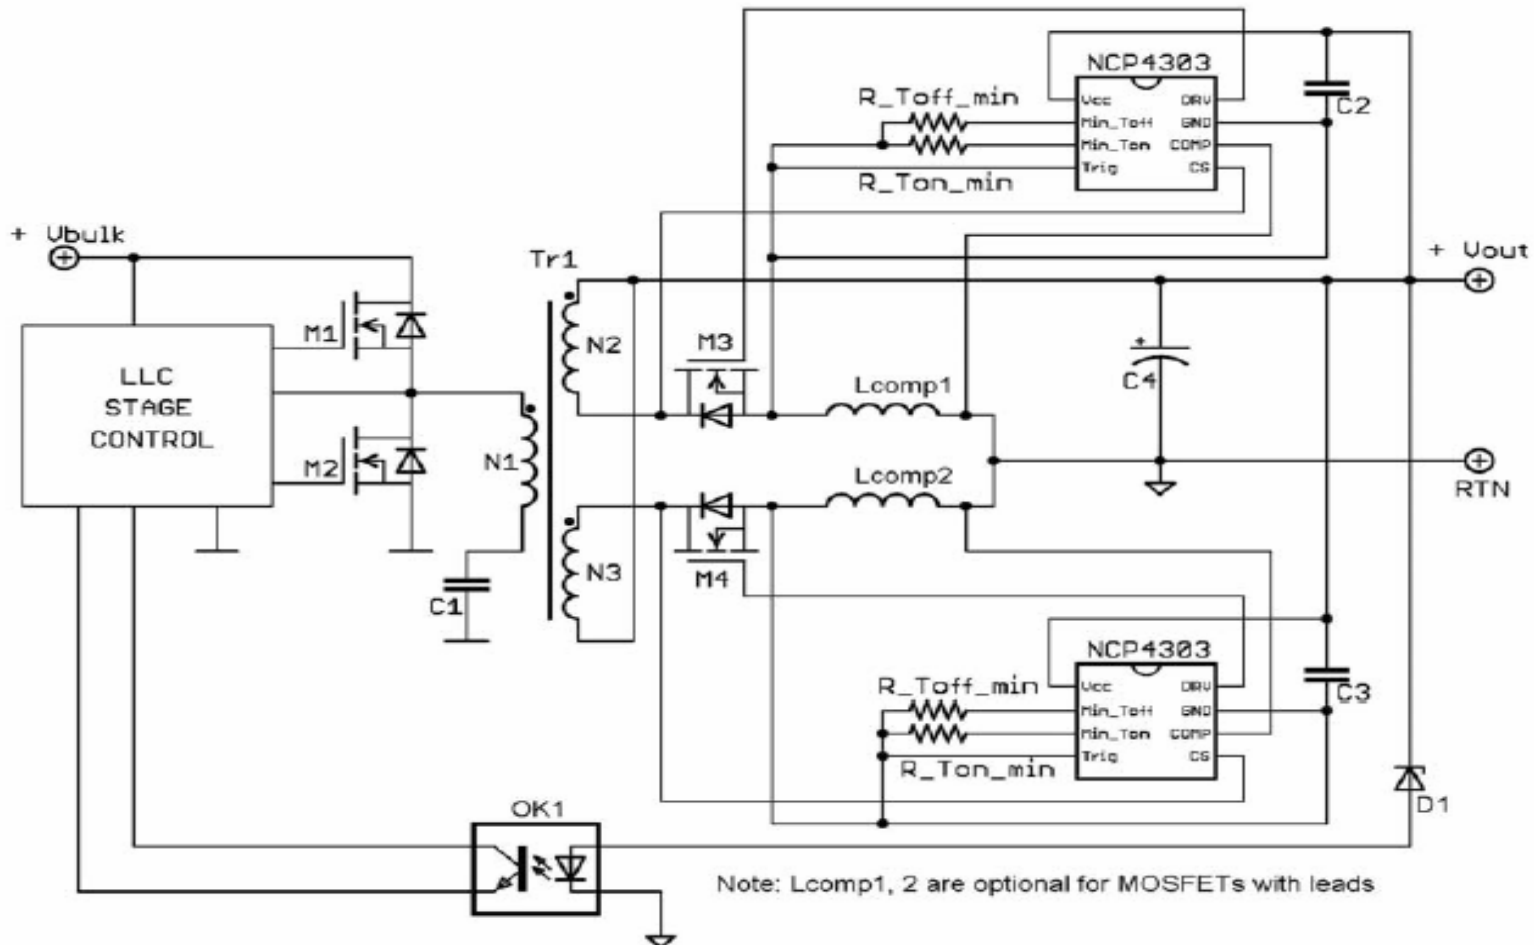 NCP4303
R_Toff_min
Vcc
DRV
C2
Min_Toff
GND
Min_Ton
COMP
Trig
CS
R_Ton_min
+ Vbulk
Tr1
+ Vout
M1
N2
M3
LLC
STAGE
CONTROL
Lcomp1
+
C4
M2
N1
Lcomp2
RTN
N3
M4
C1
NCP4303
R_Toff_min
Vcc
DRV
C3
Min_Toff
GND
Min_Ton
COMP
Trig
CS
R_Ton_min
D1
OK1
Note: Lcomp1, 2 are optional for MOSFETs with leads